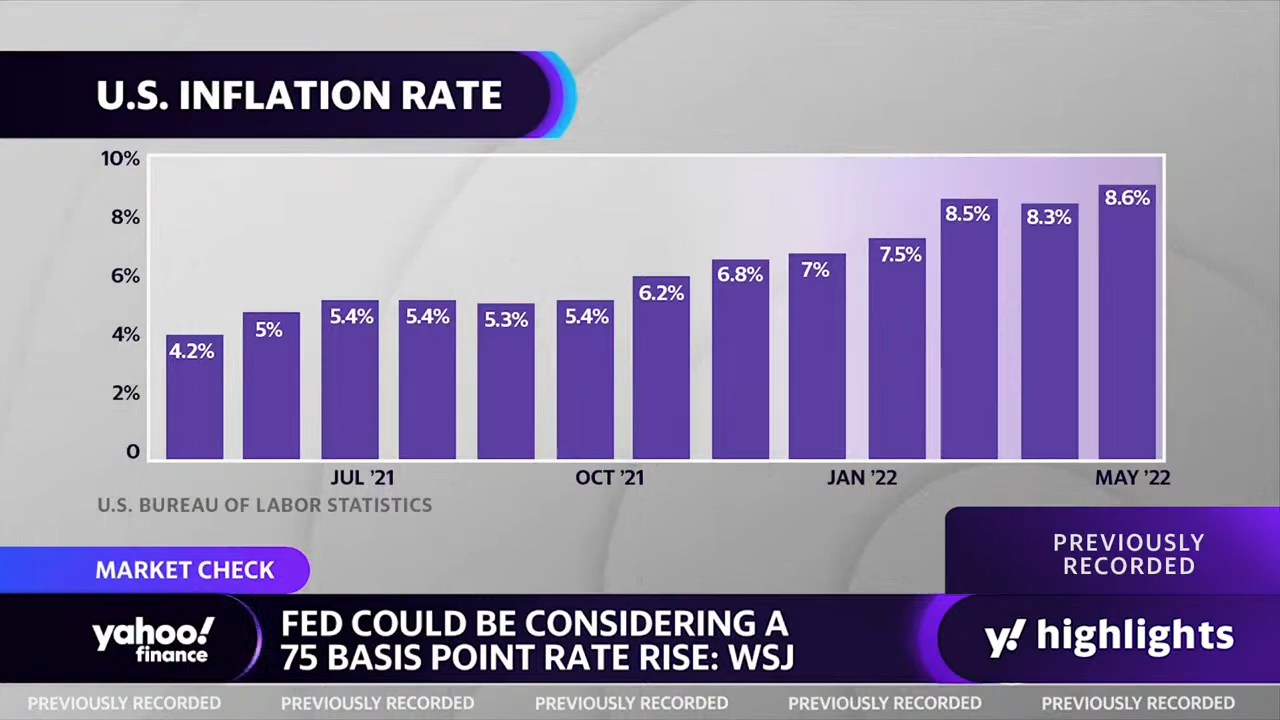 U.S. INFLATION RATE
10%
8%
6%
4%
2%
0
4.2%
5%
5.4%
5.4%
5.3%
5.4%
6.2%
6.8%
7%
7.5%
8.5%
8.3%
8.6%
JUL ’21
OCT ’21
JAN ’22
MAY ’22
U.S. BUREAU OF LABOR STATISTICS
PREVIOUSLY
RECORDED
MARKET CHECK
yahoo!
finance
FED COULD BE CONSIDERING A
75 BASIS POINT RATE RISE: WSJ
y! highlights
PREVIOUSLY RECORDED PREVIOUSLY RECORDED PREVIOUSLY RECORDED PREVIOUSLY RECORDED PREVIOUSLY RECORDED